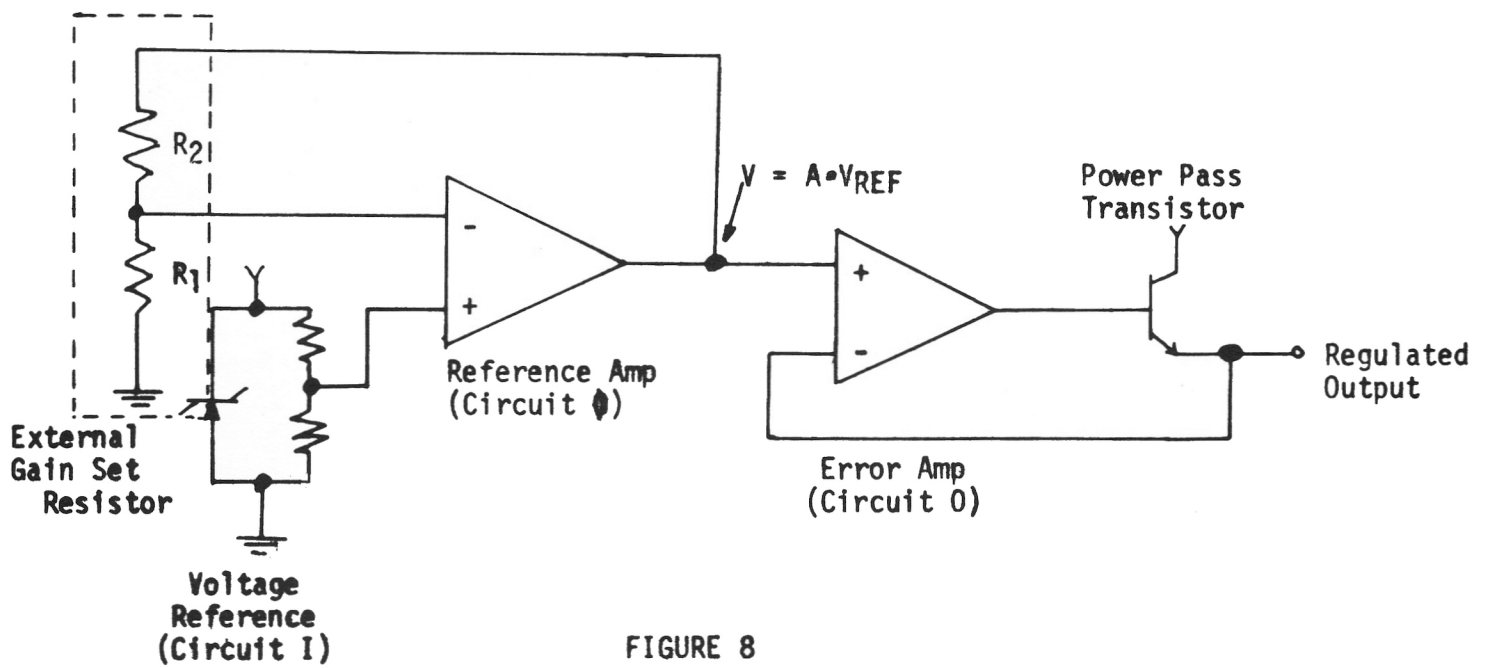 R2
R1
V = A•VREF
Power Pass
Transistor
-
+
+
-
Reference Amp
(Circuit )
Regulated
Output
External
Gain Set
Resistor
Error Amp
(Circuit O)
Voltage
Reference
(Circuit I)
FIGURE 8